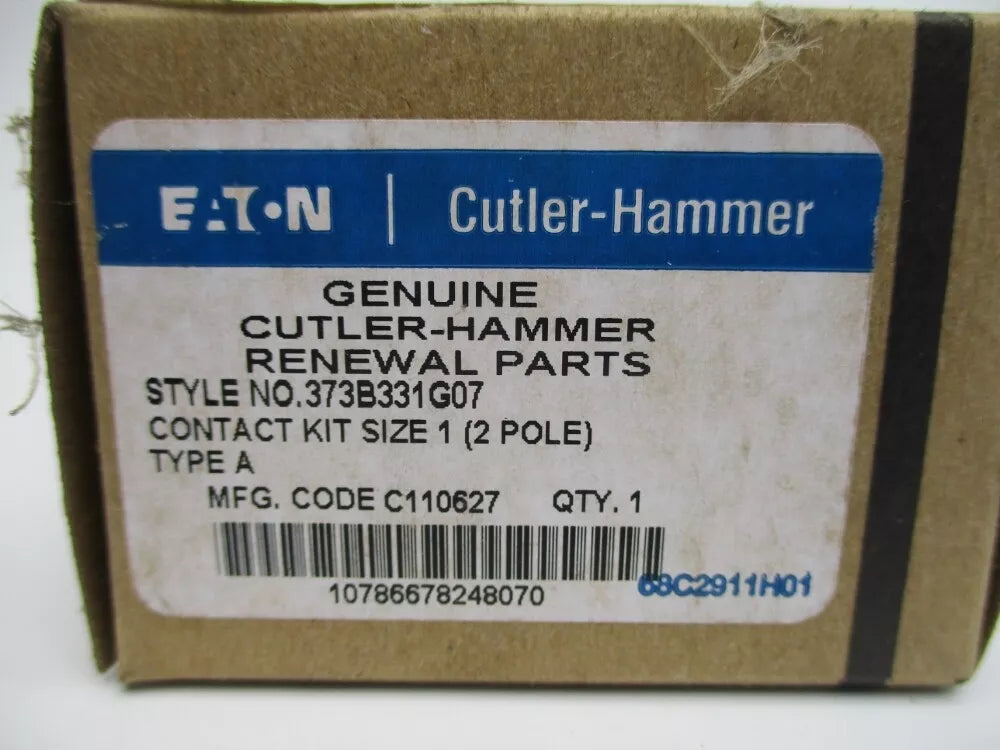 EATON | Cutler-Hammer
GENUINE
CUTLER-HAMMER
RENEWAL PARTS
STYLE NO.373B331G07
CONTACT KIT SIZE 1 (2 POLE)
TYPE A
MFG. CODE C110627 QTY. 1
10786678248070
68C2911H01